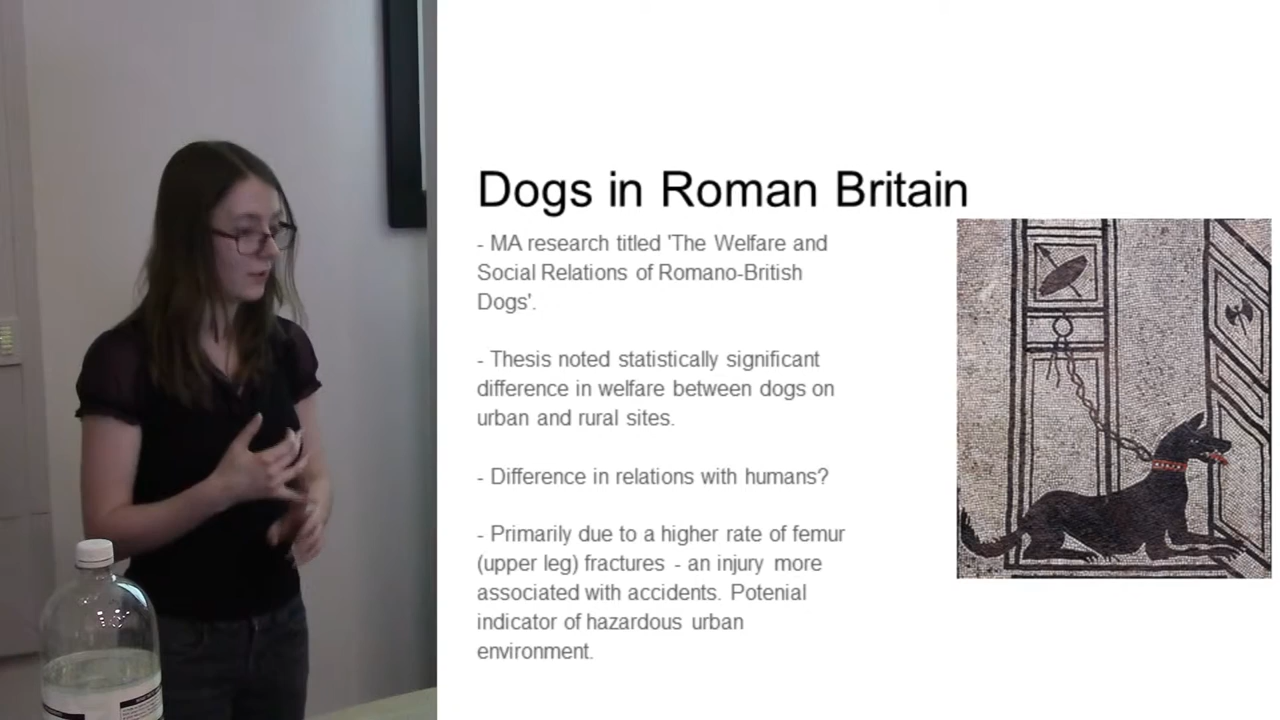 Dogs in Roman Britain
- MA research titled 'The Welfare and
Social Relations of Romano-British
Dogs'.
- Thesis noted statistically significant
difference in welfare between dogs on
urban and rural sites.
- Difference in relations with humans?
- Primarily due to a higher rate of femur
(upper leg) fractures - an injury more
associated with accidents. Potenial
indicator of hazardous urban
environment.